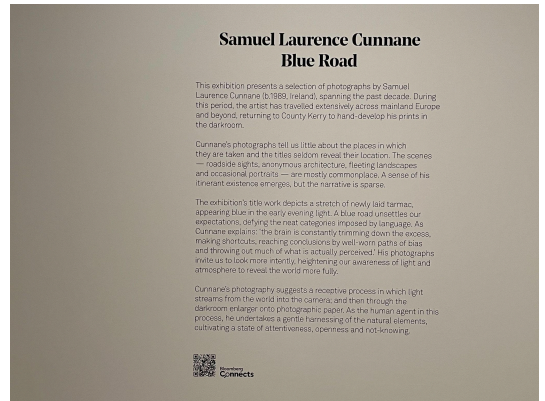 Samuel Laurence Cunnane
Blue Road
This exhibition presents a selection of photographs by Samuel
Laurence Cunnane (b.1989, Ireland), spanning the past decade. During
this period, the artist has travelled extensively across mainland Europe
and beyond, returning to County Kerry to hand-develop his prints in
the darkroom.
Cunnane's photographs tell us little about the places in which
they are taken and the titles seldom reveal their location. The scenes
— roadside sights, anonymous architecture, fleeting landscapes
and occasional portraits — are mostly commonplace. A sense of his
itinerant existence emerges, but the narrative is sparse.
The exhibition's title work depicts a stretch of newly laid tarmac,
appearing blue in the early evening light. A blue road unsettles our
expectations, defying the neat categories imposed by language. As
Cunnane explains: 'the brain is constantly trimming down the excess,
making shortcuts, reaching conclusions by well-worn paths of bias
and throwing out much of what is actually perceived.' His photographs
invite us to look more intently, heightening our awareness of light and
atmosphere to reveal the world more fully.
Cunnane's photography suggests a receptive process in which light
streams from the world into the camera; and then through the
darkroom enlarger onto photographic paper. As the human agent in this
process, he undertakes a gentle harnessing of the natural elements,
cultivating a state of attentiveness, openness and not-knowing.
Bloomberg
Connects